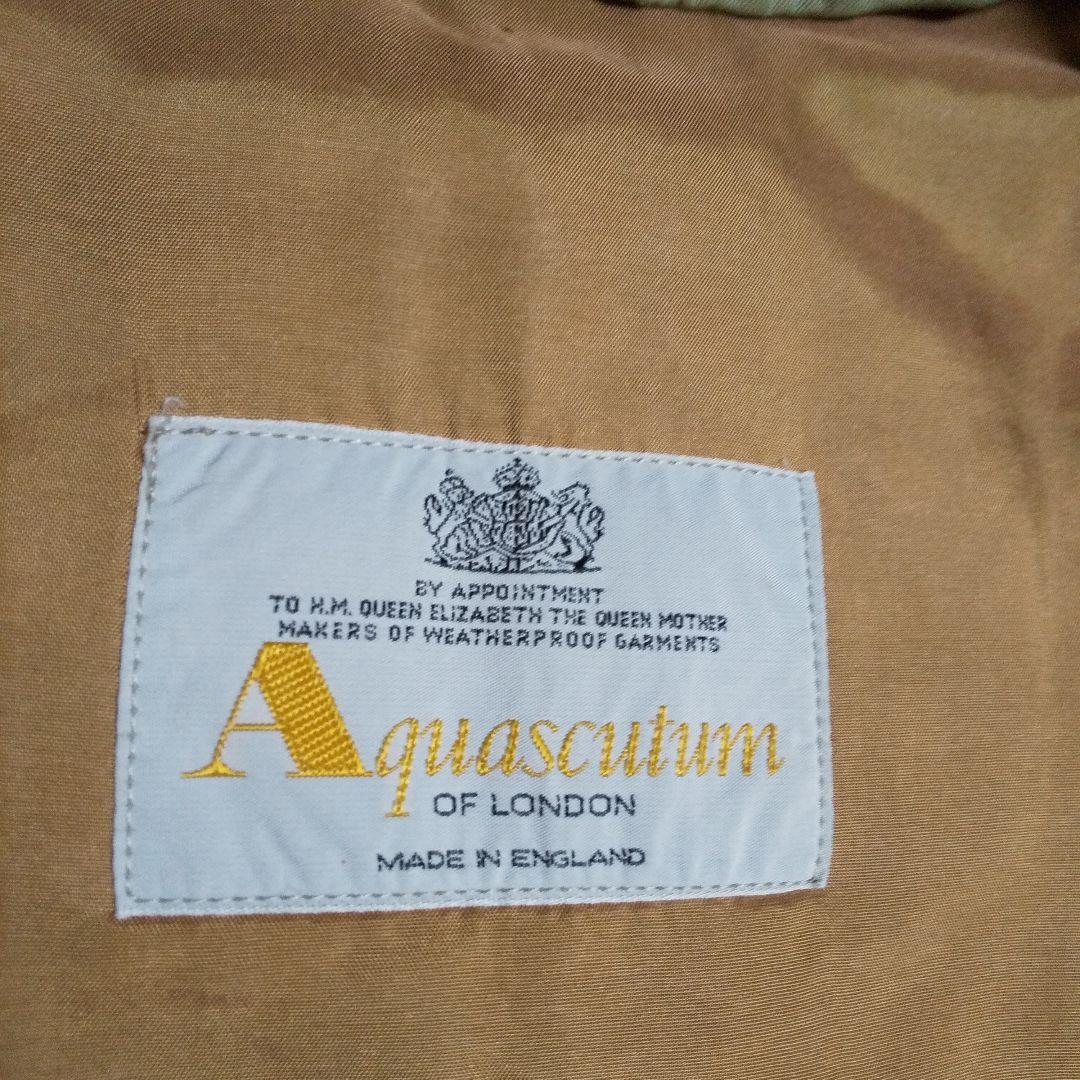 BY APPOINTMENT
TO H.M. QUEEN ELIZABETH THE QUEEN MOTHER
MAKERS OF WEATHERPROOF GARMENTS
Aquascutum
OF LONDON
MADE IN ENGLAND